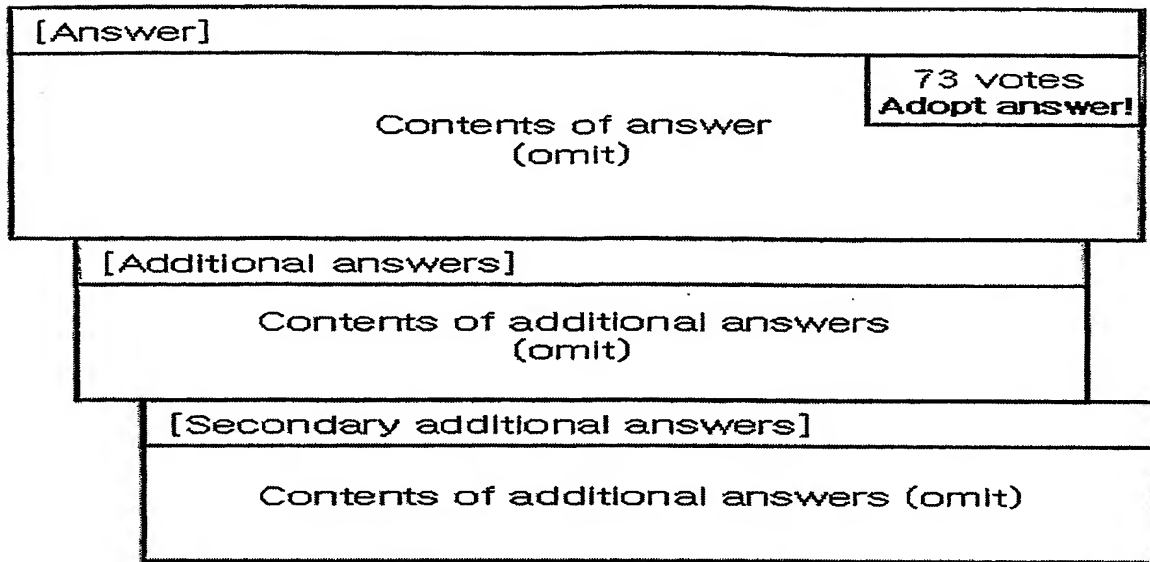 [Answer]
73 votes
Adopt answer!
Contents of answer
(omit)
[Additional answers]
Contents of additional answers
(omit)
[Secondary additional answers]
Contents of additional answers (omit)